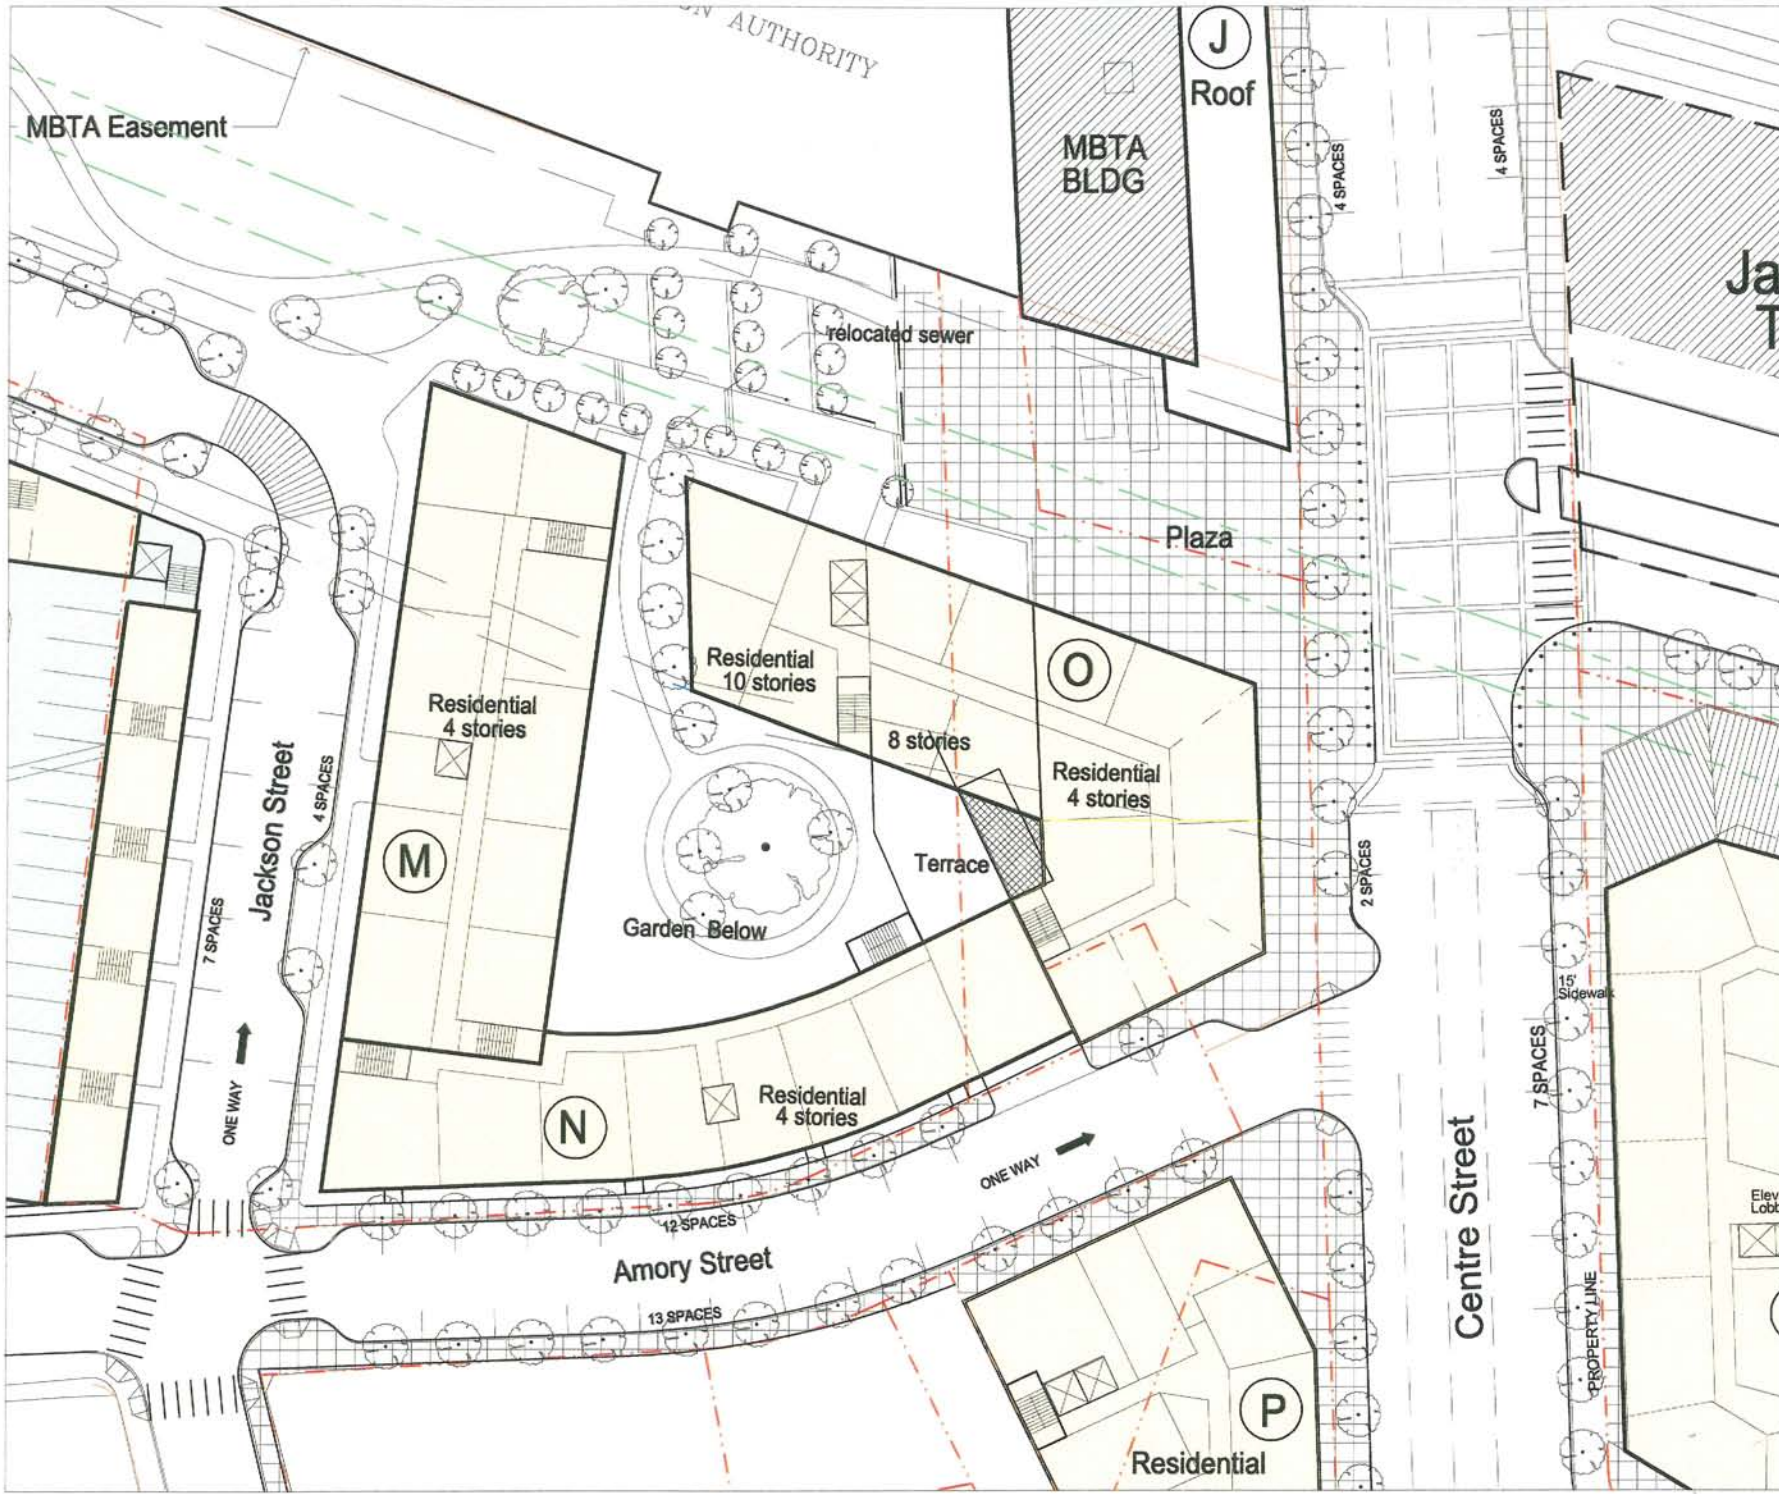 AUTHORITY
J
Roof
MBTA Easement
MBTA
BLDG
4 SPACES
4 SPACES
Ja
T
relocated sewer
Plaza
O
Residential
10 stories
8 stories
Residential
4 stories
Residential
4 stories
Jackson Street
4 SPACES
7 SPACES
M
Terrace
Garden Below
2 SPACES
15'
Sidewalk
7 SPACES
ONE WAY
N
Residential
4 stories
ONE WAY
12 SPACES
Amory Street
13 SPACES
Centre Street
PROPERTY LINE
Elev
Lobb
P
Residential